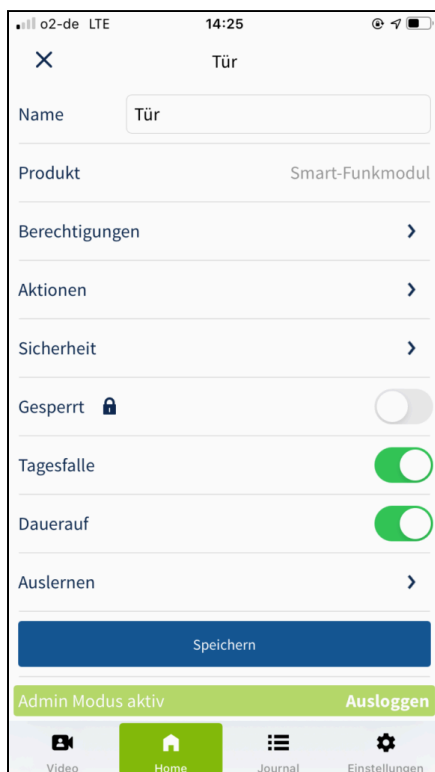 o2-de LTE 14:25
Tür
Name Tür
Produkt Smart-Funkmodul
Berechtigungen
Aktionen
Sicherheit
Gesperrt
Tagesfalle
Dauerauf
Auslernen
Speichern
Admin Modus aktiv Ausloggen
Video Home Journal Einstellungen